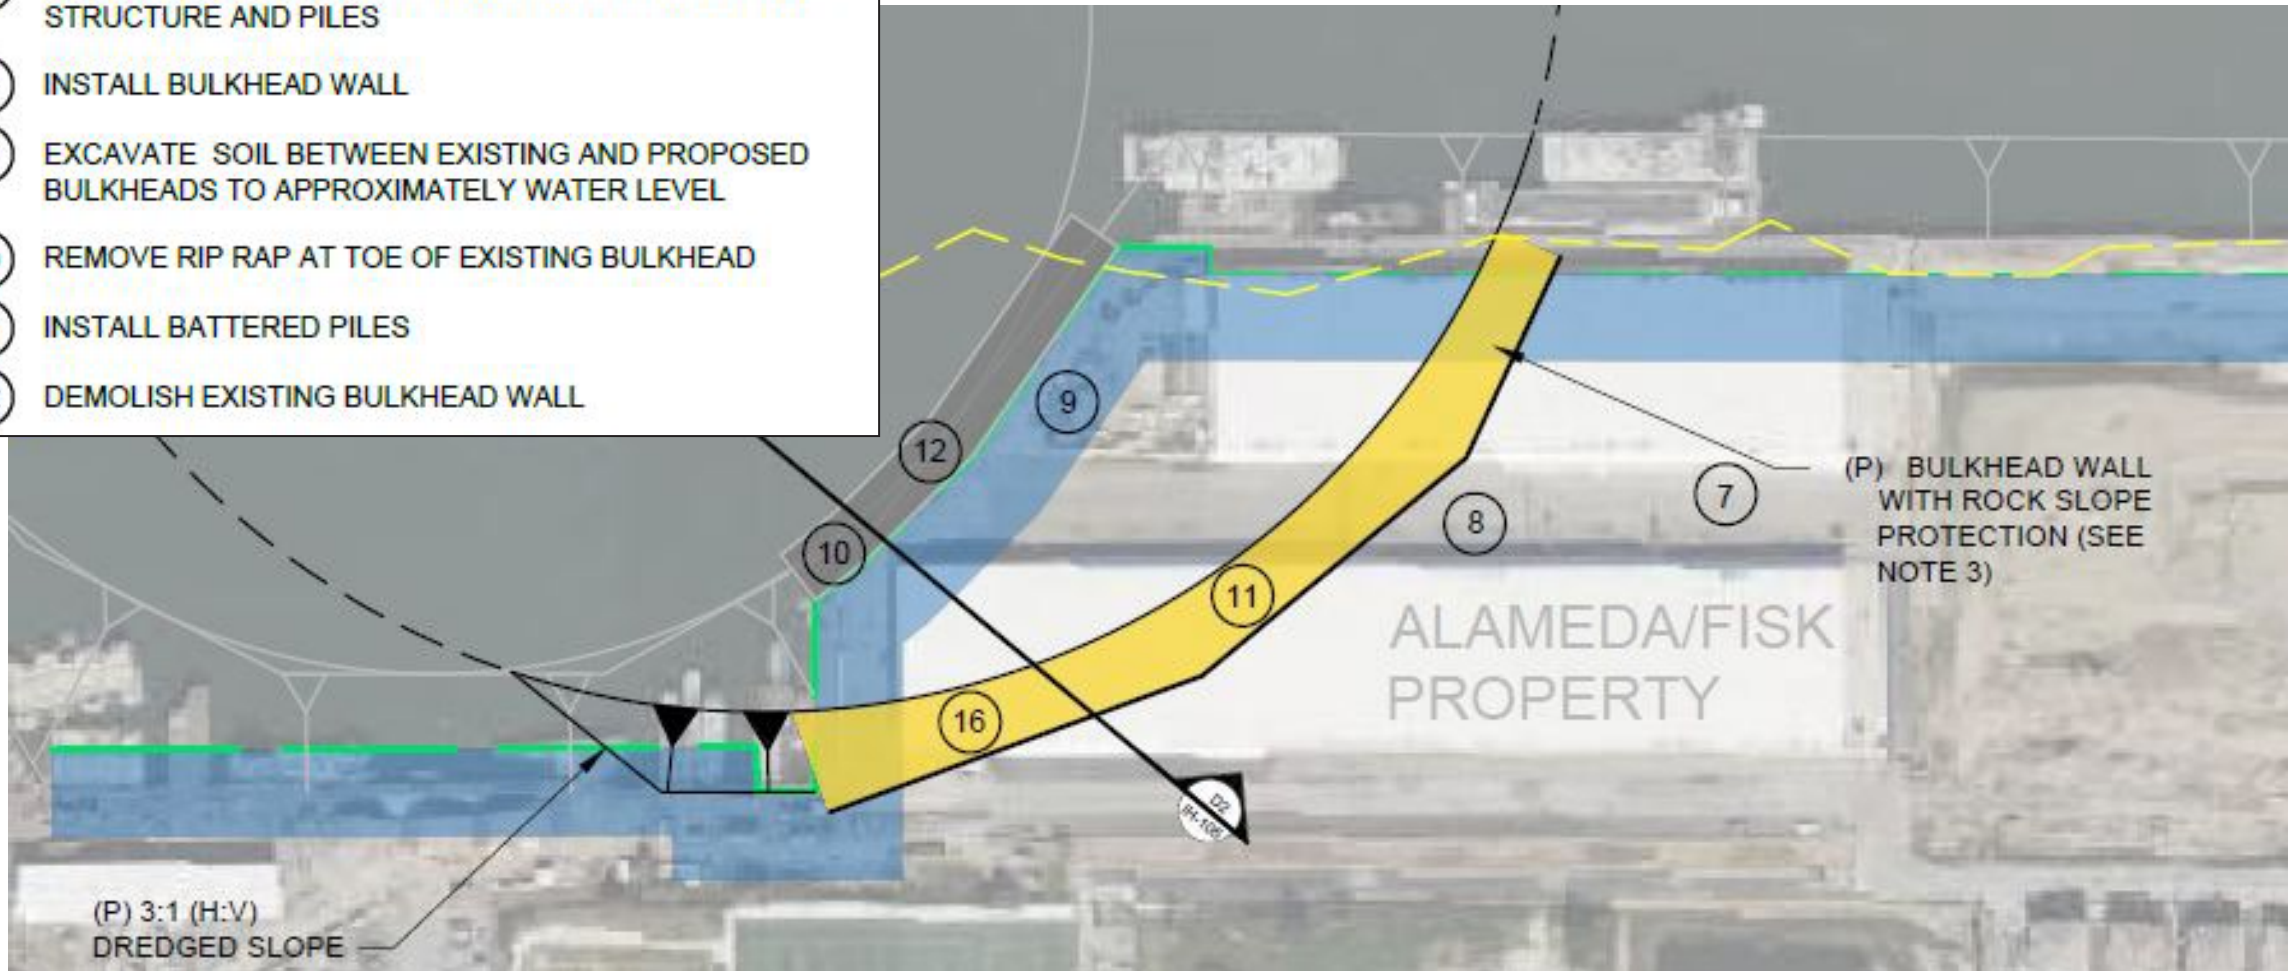 STRUCTURE AND PILES
INSTALL BULKHEAD WALL
EXCAVATE SOIL BETWEEN EXISTING AND PROPOSED
BULKHEADS TO APPROXIMATELY WATER LEVEL
REMOVE RIP RAP AT TOE OF EXISTING BULKHEAD
INSTALL BATTERED PILES
DEMOLISH EXISTING BULKHEAD WALL
9
12
10
7
8
11
16
(P) BULKHEAD WALL
WITH ROCK SLOPE
PROTECTION (SEE
NOTE 3)
ALAMEDA/FISK
PROPERTY
D2
IH-106
(P) 3:1 (H:V)
DREDGED SLOPE